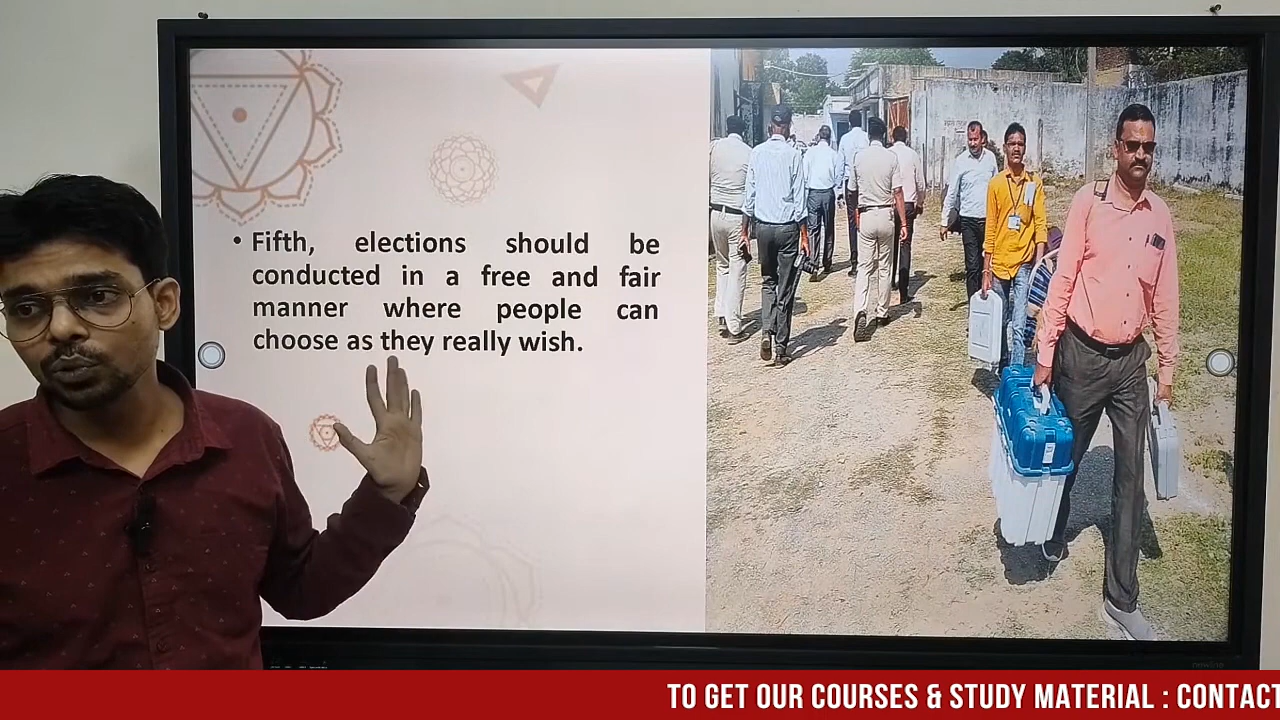 • Fifth, elections should be
conducted in a free and fair
manner where people can
choose as they really wish.
TO GET OUR COURSES & STUDY MATERIAL : CONTACT